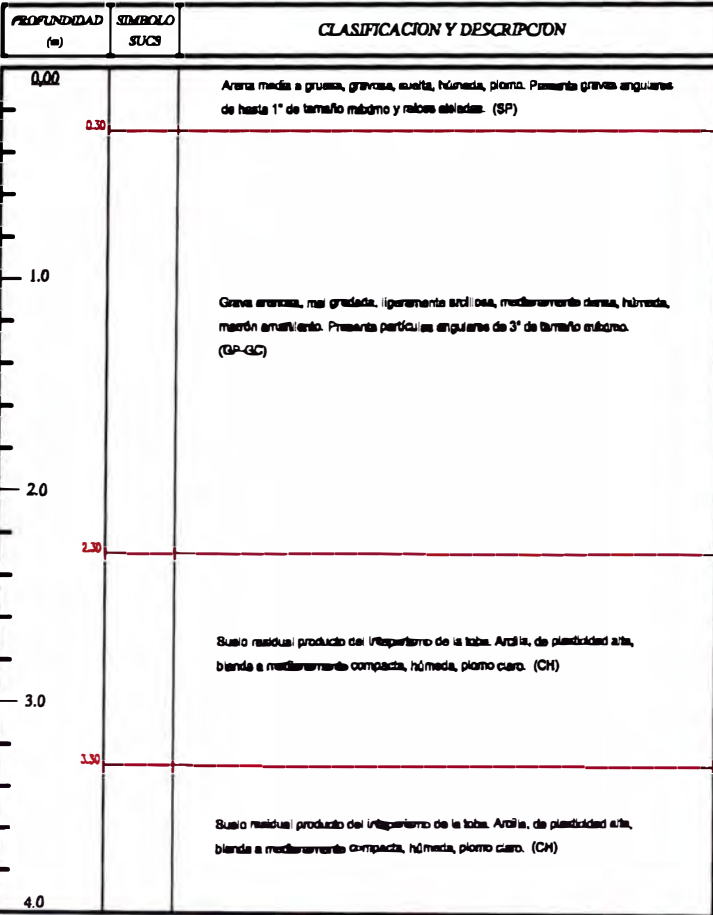 PROFUNDIDAD
(m)
SIMBOLO
SUCS
CLASIFICACION Y DESCRIPCION
0,00
Arena media a gruesa, gravosa, suelta, húmeda, plomo. Presenta gravas angulares
de hasta 1" de tamaño máximo y raíces aisladas. (SP)
0.30
1.0
Grava arenosa, mal gradada, ligeramente arcillosa, medianamente densa, húmeda,
marrón amarillento. Presenta partículas angulares de 3" de tamaño máximo.
(GP-GC)
2.0
2.30
Suelo residual producto del intemperismo de la toba. Arcilla, de plasticidad alta,
blanda a medianamente compacta, húmeda, plomo claro. (CH)
3.0
3.30
Suelo residual producto del intemperismo de la toba. Arcilla, de plasticidad alta,
blanda a medianamente compacta, húmeda, plomo claro. (CH)
4.0